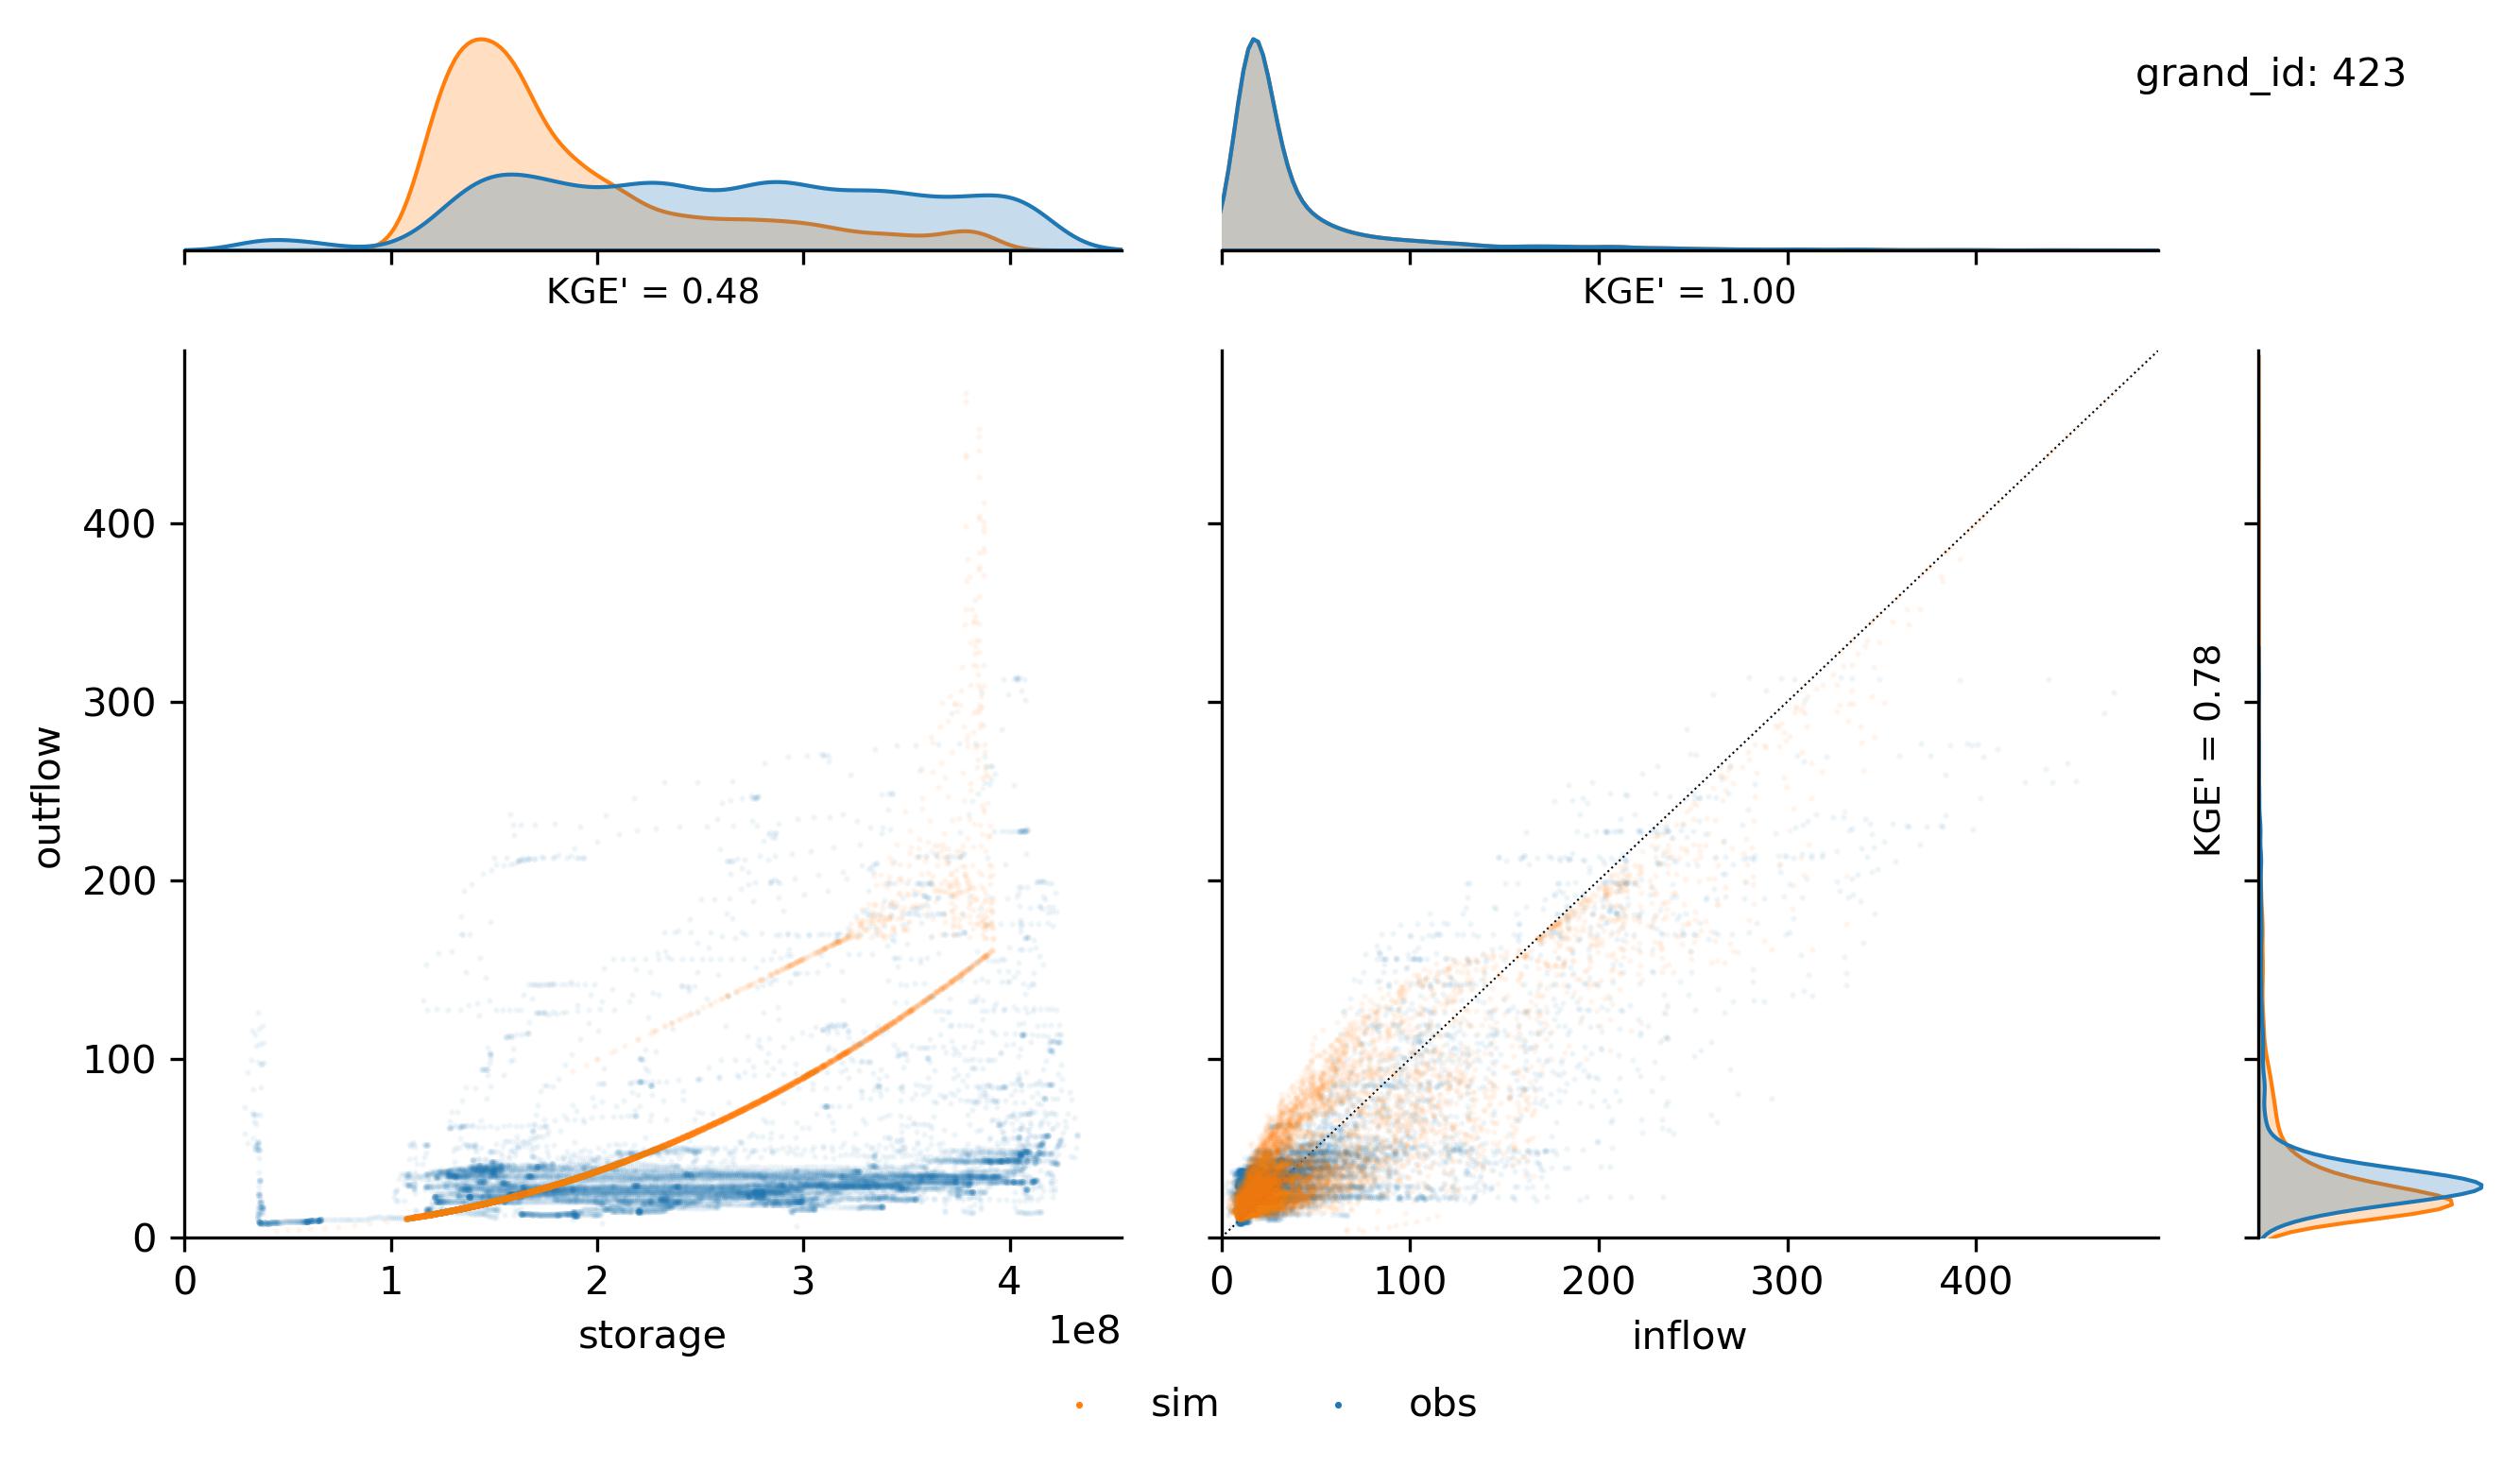 grand_id: 423
KGE' = 0.48
KGE' = 1.00
outflow
400
300
200
100
0
KGE' = 0.78
0 1 2 3 4
1e8
storage
0 100 200 300 400
inflow
sim obs